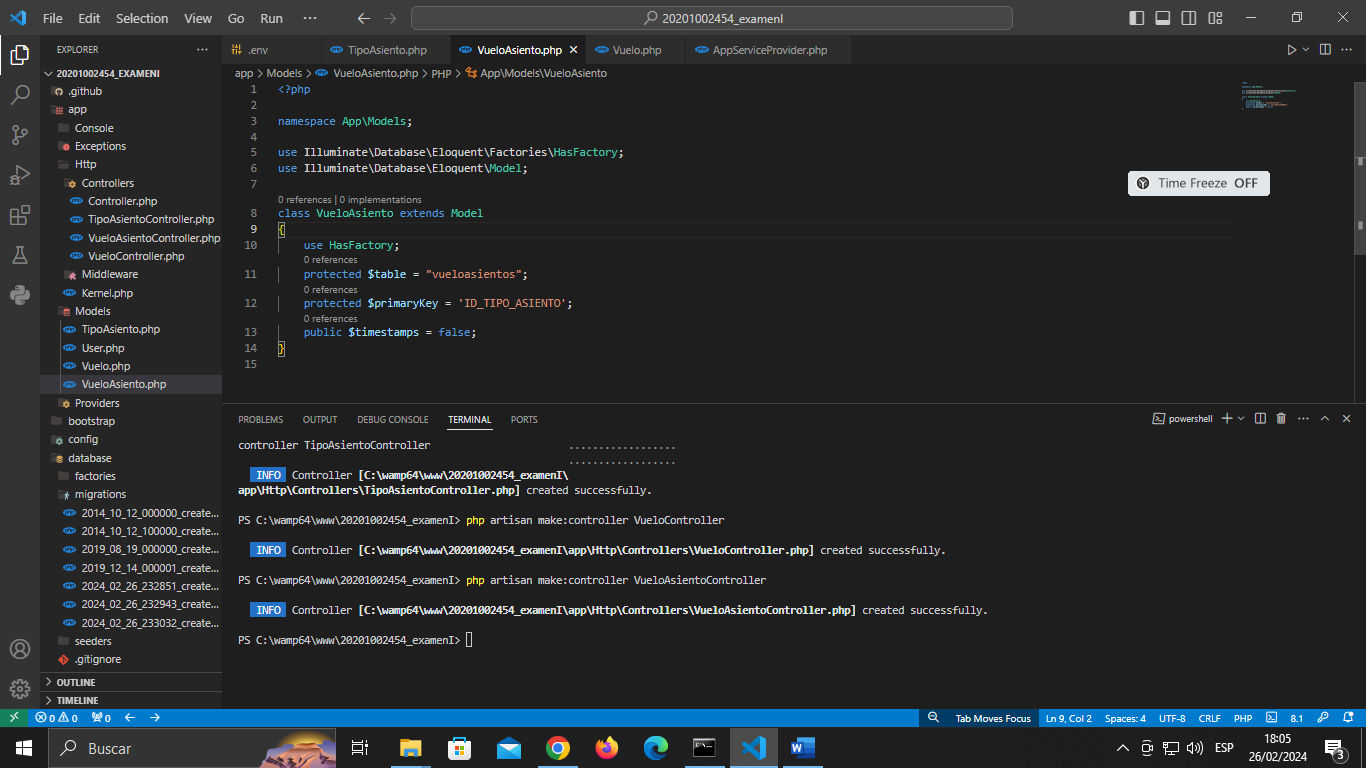 File Edit Selection View Go Run ··· 20201002454_examenI
EXPLORER ···
20201002454_EXAMENI
.github
app
Console
Exceptions
Http
Controllers
Controller.php
TipoAsientoController.php
VueloAsientoController.php
VueloController.php
Middleware
Kernel.php
Models
TipoAsiento.php
User.php
Vuelo.php
VueloAsiento.php
Providers
bootstrap
config
database
factories
migrations
2014_10_12_000000_create...
2014_10_12_100000_create...
2019_08_19_000000_create...
2019_12_14_000001_create...
2024_02_26_232851_create...
2024_02_26_232943_create...
2024_02_26_233032_create...
seeders
.gitignore
OUTLINE
TIMELINE
.env TipoAsiento.php VueloAsiento.php Vuelo.php AppServiceProvider.php
app > Models > VueloAsiento.php > PHP > App\Models\VueloAsiento
1 <?php
2
3 namespace App\Models;
4
5 use Illuminate\Database\Eloquent\Factories\HasFactory;
6 use Illuminate\Database\Eloquent\Model;
7
0 references | 0 implementations
8 class VueloAsiento extends Model
9 {
10 use HasFactory;
0 references
11 protected $table = "vueloasientos";
0 references
12 protected $primaryKey = 'ID_TIPO_ASIENTO';
0 references
13 public $timestamps = false;
14 }
15
Time Freeze OFF
PROBLEMS OUTPUT DEBUG CONSOLE TERMINAL PORTS powershell
controller TipoAsientoController ..................
..................
INFO Controller [C:\wamp64\www\20201002454_examenI\
app\Http\Controllers\TipoAsientoController.php] created successfully.
PS C:\wamp64\www\20201002454_examenI> php artisan make:controller VueloController
INFO Controller [C:\wamp64\www\20201002454_examenI\app\Http\Controllers\VueloController.php] created successfully.
PS C:\wamp64\www\20201002454_examenI> php artisan make:controller VueloAsientoController
INFO Controller [C:\wamp64\www\20201002454_examenI\app\Http\Controllers\VueloAsientoController.php] created successfully.
PS C:\wamp64\www\20201002454_examenI>
0 0 0 Tab Moves Focus Ln 9, Col 2 Spaces: 4 UTF-8 CRLF PHP 8.1
Buscar ESP 18:05
26/02/2024 3